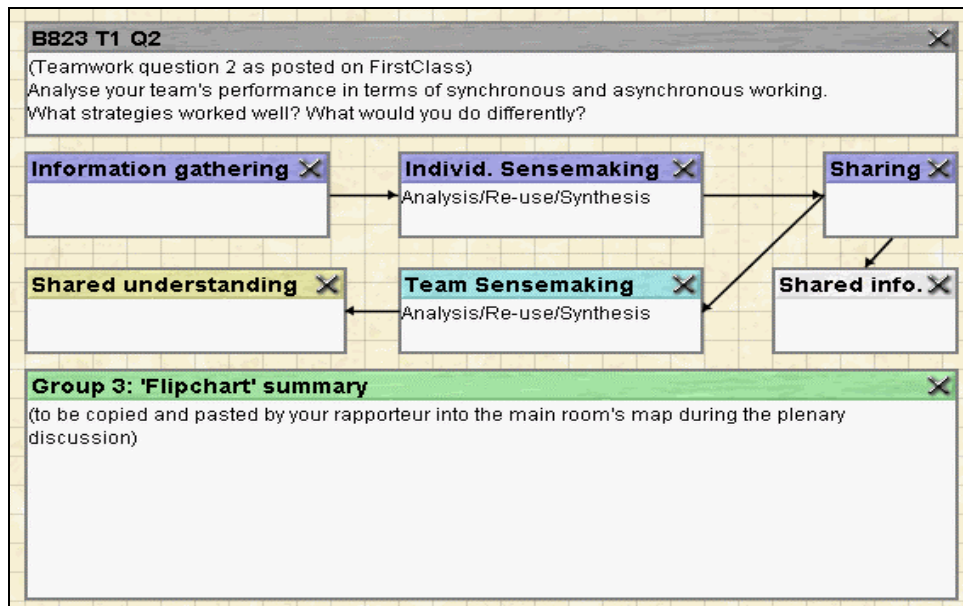 B823 T1 Q2
(Teamwork question 2 as posted on FirstClass)
Analyse your team's performance in terms of synchronous and asynchronous working.
What strategies worked well? What would you do differently?
Information gathering
Individ. Sensemaking
Analysis/Re-use/Synthesis
Sharing
Shared understanding
Team Sensemaking
Analysis/Re-use/Synthesis
Shared info.
Group 3: 'Flipchart' summary
(to be copied and pasted by your rapporteur into the main room's map during the plenary
discussion)